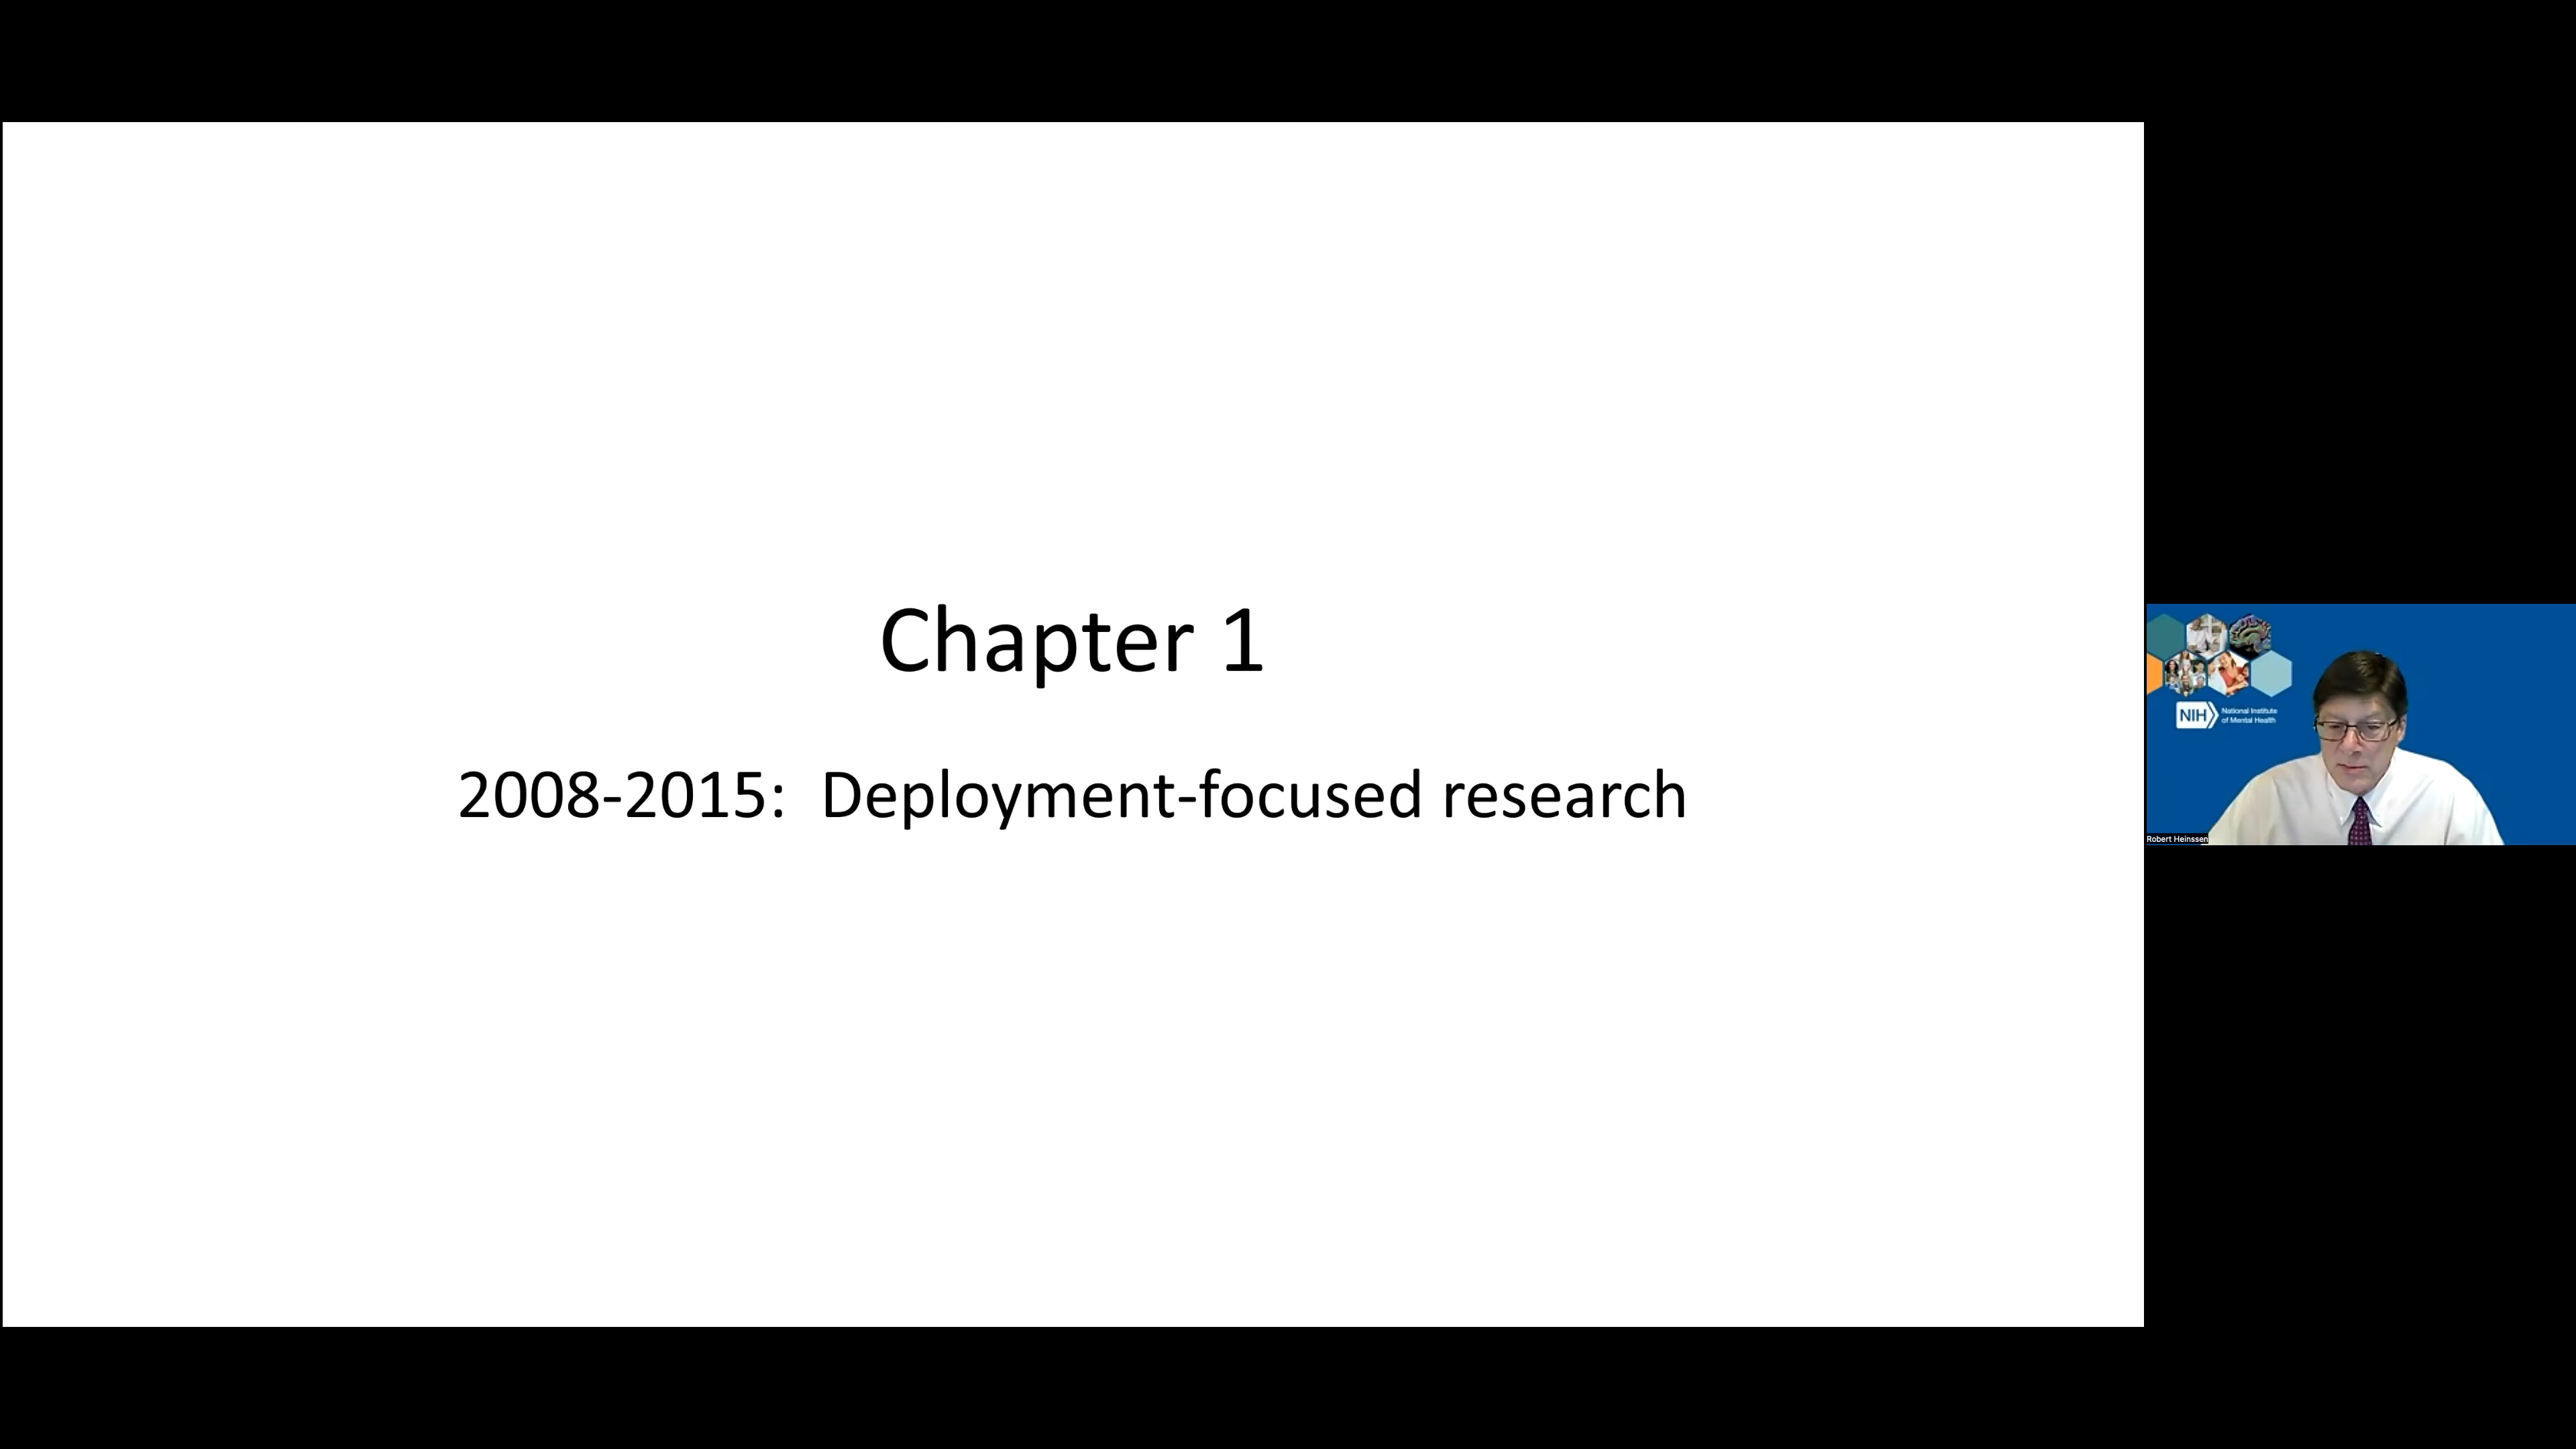 Chapter 1
2008-2015:  Deployment-focused research
NIH
National Institute
of Mental Health
Robert Heinssen